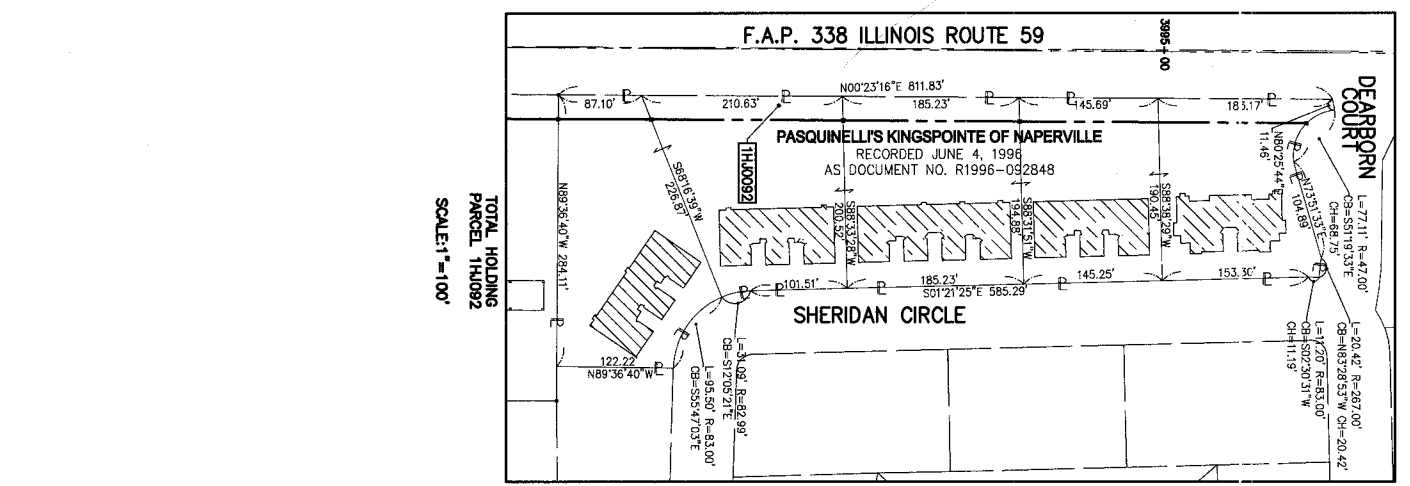 F.A.P. 338 ILLINOIS ROUTE 59
3995+00
DEARBORN
COURT
N00°23'16"E 811.83'
87.10'
210.63'
185.23'
145.69'
PASQUINELLI'S KINGSPOINTE OF NAPERVILLE
RECORDED JUNE 4, 1996
AS DOCUMENT NO. R1996-092848
1HJ0092
N80°25'44"E
11.46'
N73°51'33"E
104.89'
L=77.11' R=47.00'
CB=S51°19'33"E
CH=68.75'
S68°16'39"W
226.87'
S88°33'28"W
200.52'
S88°31'51"W
194.88'
S88°38'29"W
190.45'
N89°36'40"W 284.11'
TOTAL HOLDING
PARCEL 1HJ092
SCALE:1"=100'
101.51'
185.23'
145.25'
153.30'
S01°21'25"E 585.29'
SHERIDAN CIRCLE
122.22
N89°36'40"W
L=31.09' R=82.99'
CB=S12°05'21"E
L=95.50' R=83.00'
CB=S55°47'03"E
L=11.20' R=83.00'
CB=S02°30'31"W
CH=11.19'
L=20.42' R=267.00'
CB=N83°28'53"W CH=20.42'